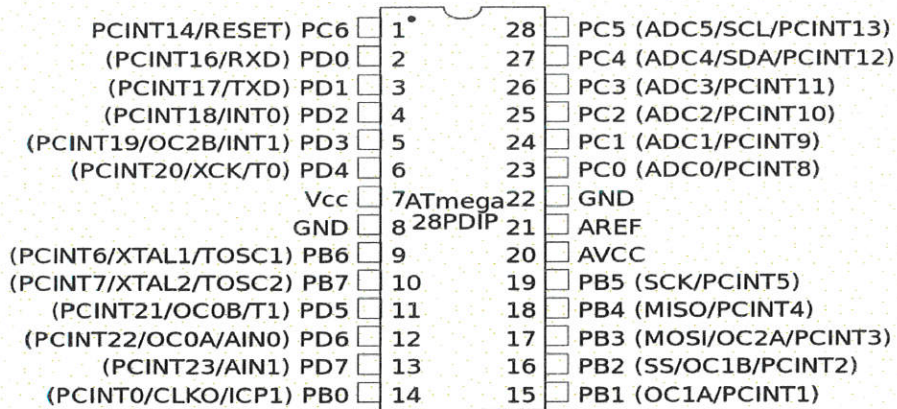 PCINT14/RESET) PC6 1 28 PC5 (ADC5/SCL/PCINT13)
(PCINT16/RXD) PD0 2 27 PC4 (ADC4/SDA/PCINT12)
(PCINT17/TXD) PD1 3 26 PC3 (ADC3/PCINT11)
(PCINT18/INT0) PD2 4 25 PC2 (ADC2/PCINT10)
(PCINT19/OC2B/INT1) PD3 5 24 PC1 (ADC1/PCINT9)
(PCINT20/XCK/T0) PD4 6 23 PC0 (ADC0/PCINT8)
Vcc 7 ATmega 22 GND
GND 8 28PDIP 21 AREF
(PCINT6/XTAL1/TOSC1) PB6 9 20 AVCC
(PCINT7/XTAL2/TOSC2) PB7 10 19 PB5 (SCK/PCINT5)
(PCINT21/OC0B/T1) PD5 11 18 PB4 (MISO/PCINT4)
(PCINT22/OC0A/AIN0) PD6 12 17 PB3 (MOSI/OC2A/PCINT3)
(PCINT23/AIN1) PD7 13 16 PB2 (SS/OC1B/PCINT2)
(PCINT0/CLKO/ICP1) PB0 14 15 PB1 (OC1A/PCINT1)